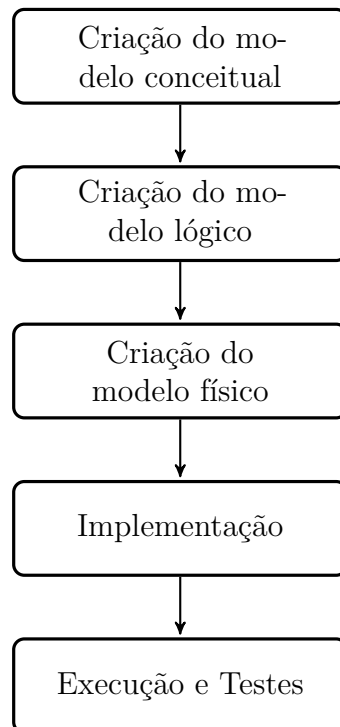 Criação do mo-
delo conceitual
Criação do mo-
delo lógico
Criação do
modelo físico
Implementação
Execução e Testes